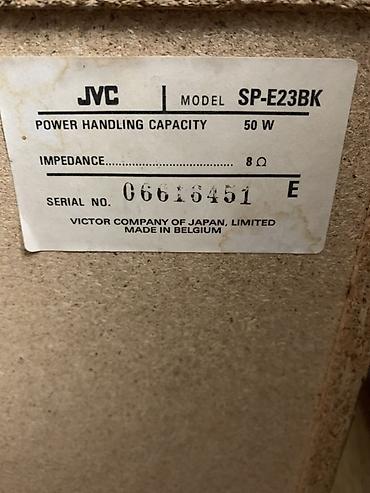 JVC | MODEL SP-E23BK
POWER HANDLING CAPACITY 50 W
IMPEDANCE................................ 8 Ω
SERIAL NO. 06616451 E
VICTOR COMPANY OF JAPAN, LIMITED
MADE IN BELGIUM